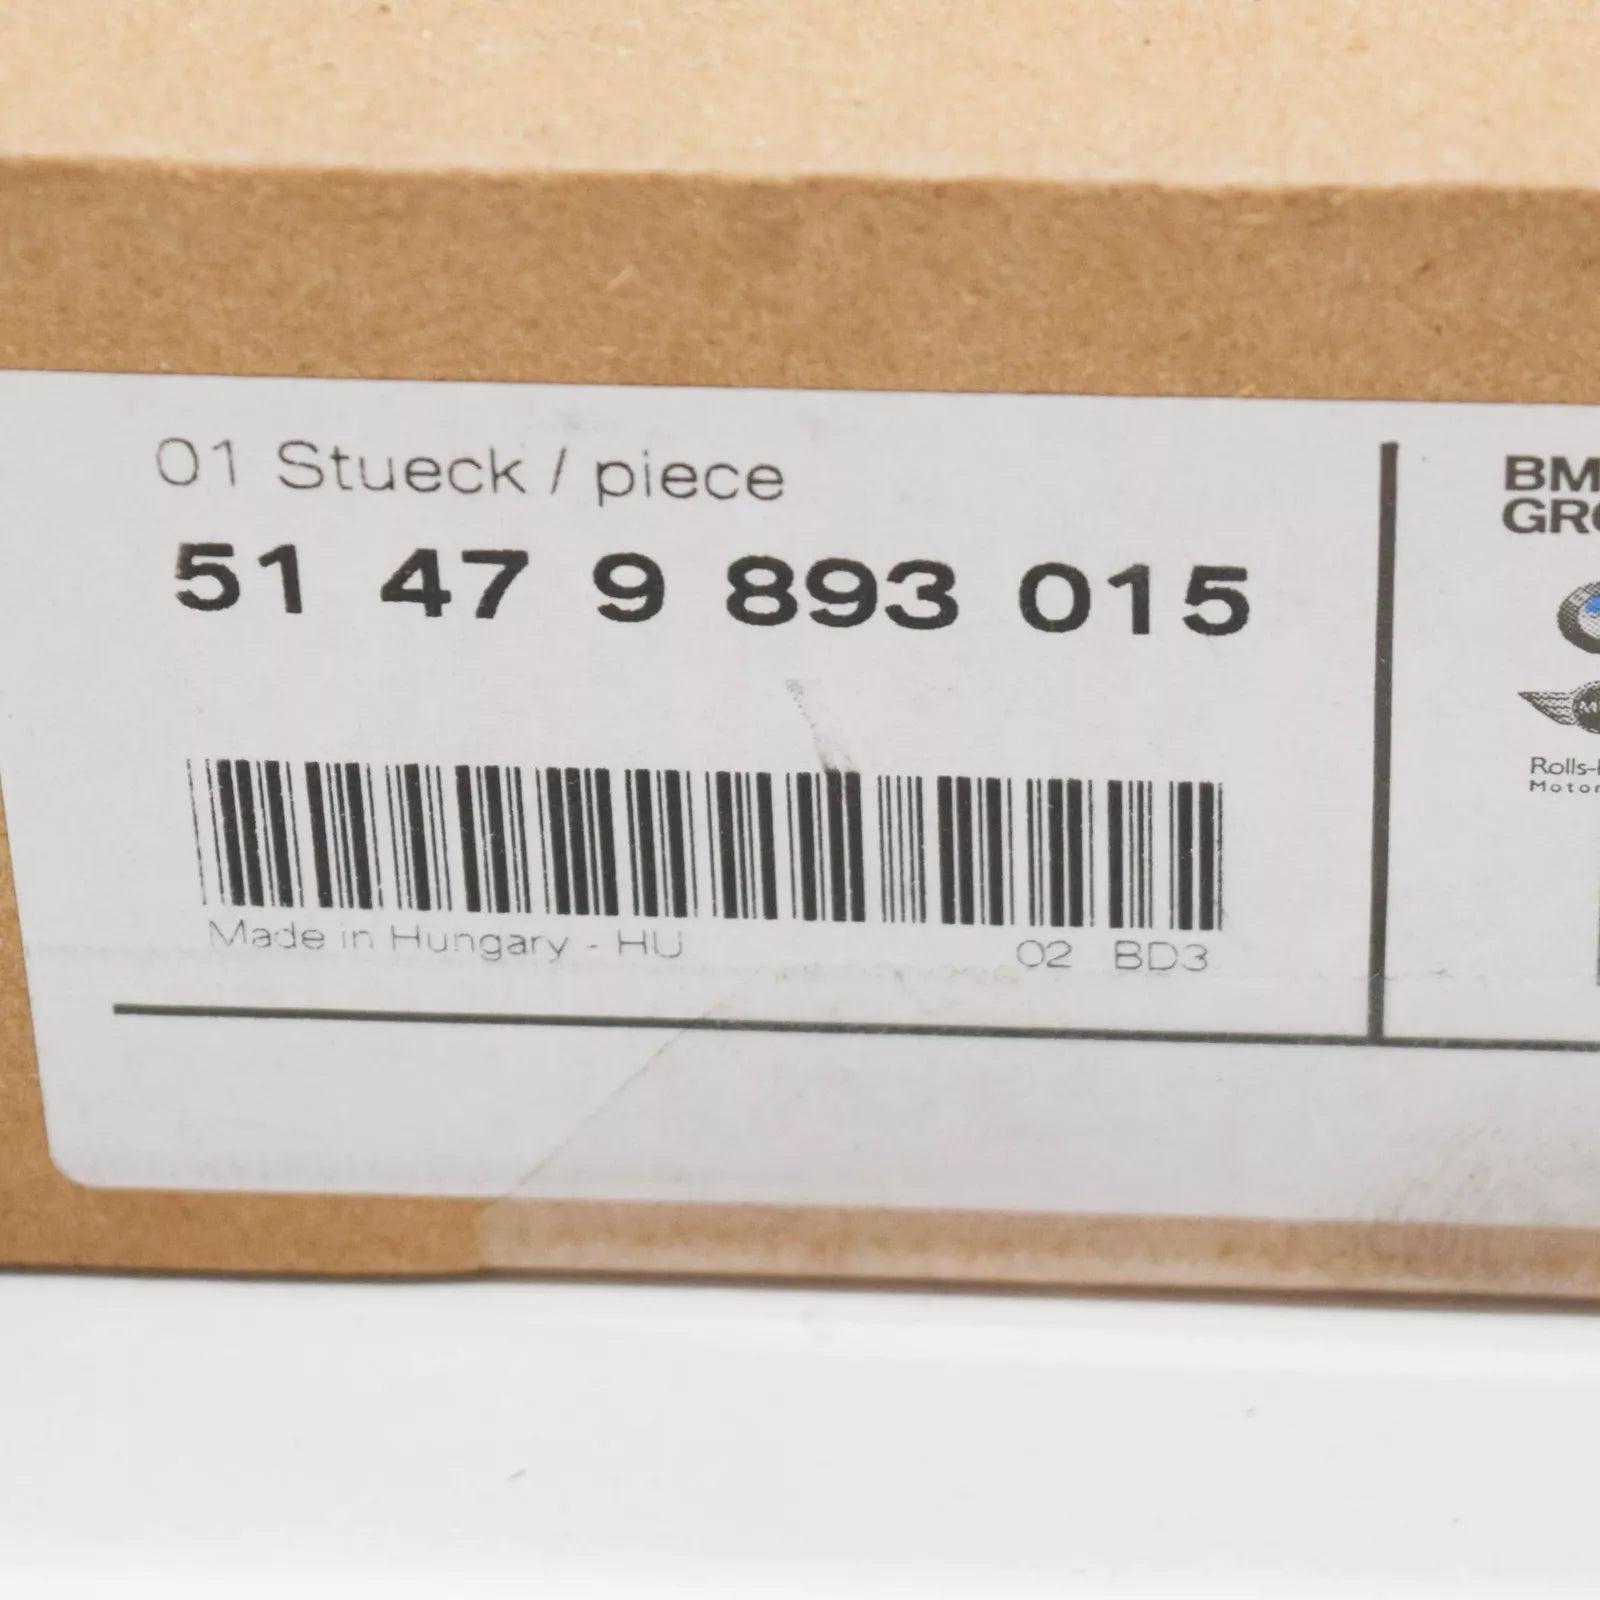 01 Stueck / piece
51 47 9 893 015
Made in Hungary - HU
02 BD3